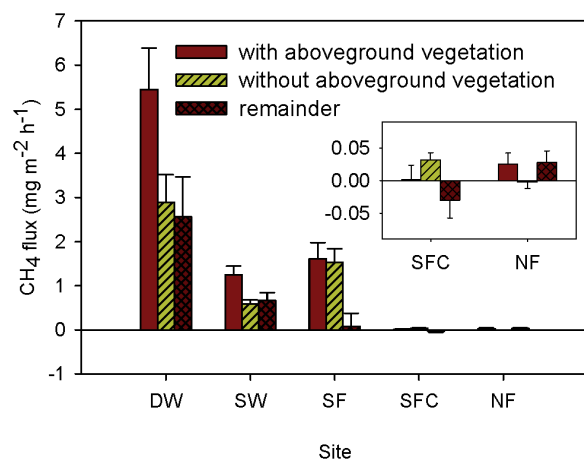 7
6
5
4
3
2
1
0
-1
CH4 flux (mg m-2 h-1)
with aboveground vegetation
without aboveground vegetation
remainder
0.05
0.00
-0.05
SFC NF
DW SW SF SFC NF
Site